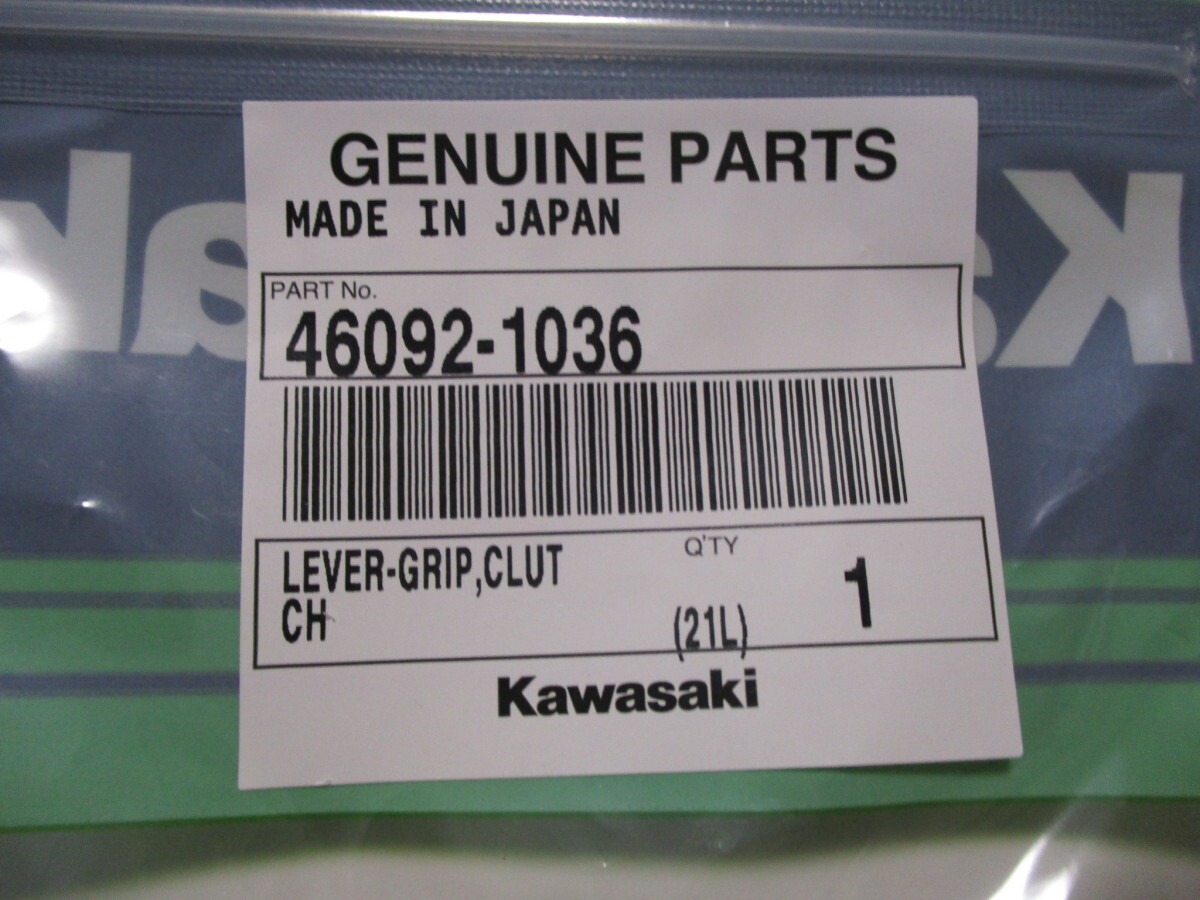 GENUINE PARTS
MADE IN JAPAN
PART No.
46092-1036
LEVER-GRIP,CLUT
CH
Q'TY
(21L)
1
Kawasaki